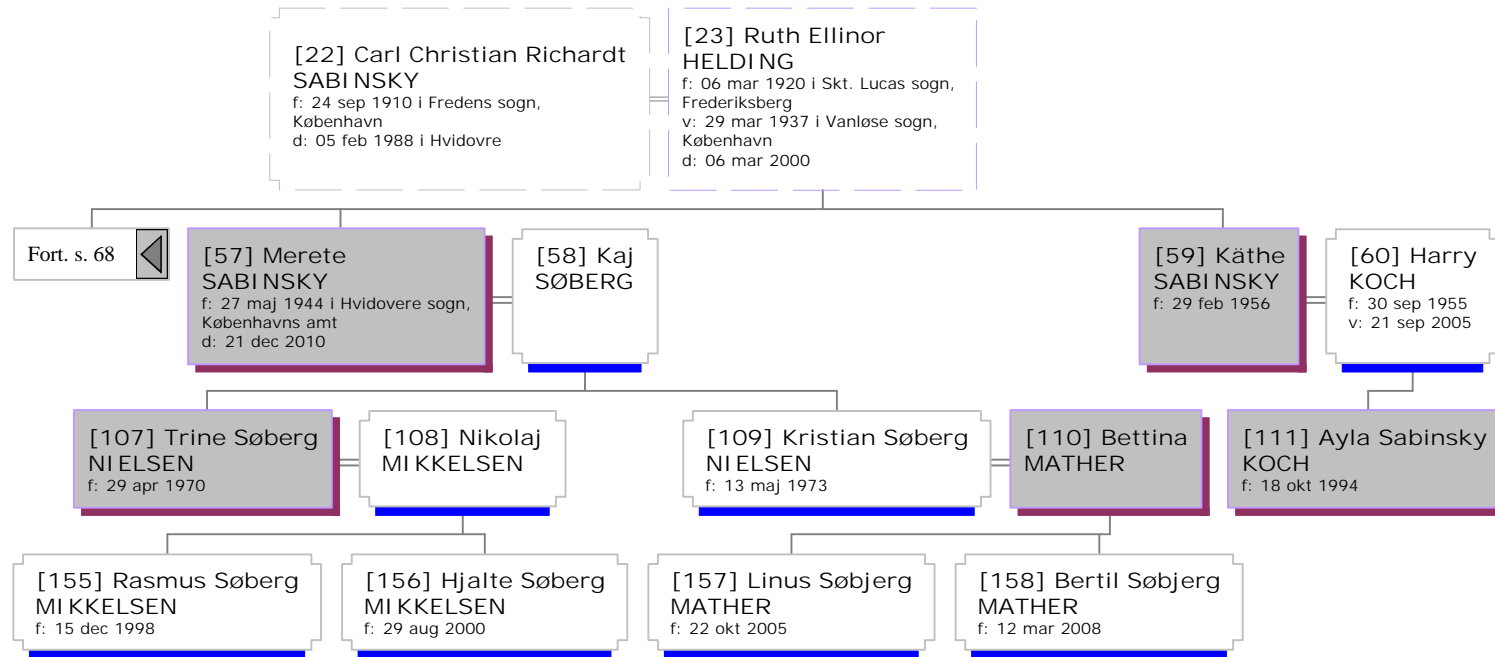 [22] Carl Christian Richardt
SABINSKY
f: 24 sep 1910 i Fredens sogn,
København
d: 05 feb 1988 i Hvidovre
[23] Ruth Ellinor
HELDING
f: 06 mar 1920 i Skt. Lucas sogn,
Frederiksberg
v: 29 mar 1937 i Vanløse sogn,
København
d: 06 mar 2000
Fort. s. 68
[57] Merete
SABINSKY
f: 27 maj 1944 i Hvidovere sogn,
Københavns amt
d: 21 dec 2010
[58] Kaj
SØBERG
[59] Käthe
SABINSKY
f: 29 feb 1956
[60] Harry
KOCH
f: 30 sep 1955
v: 21 sep 2005
[107] Trine Søberg
NIELSEN
f: 29 apr 1970
[108] Nikolaj
MIKKELSEN
[109] Kristian Søberg
NIELSEN
f: 13 maj 1973
[110] Bettina
MATHER
[111] Ayla Sabinsky
KOCH
f: 18 okt 1994
[155] Rasmus Søberg
MIKKELSEN
f: 15 dec 1998
[156] Hjalte Søberg
MIKKELSEN
f: 29 aug 2000
[157] Linus Søbjerg
MATHER
f: 22 okt 2005
[158] Bertil Søbjerg
MATHER
f: 12 mar 2008